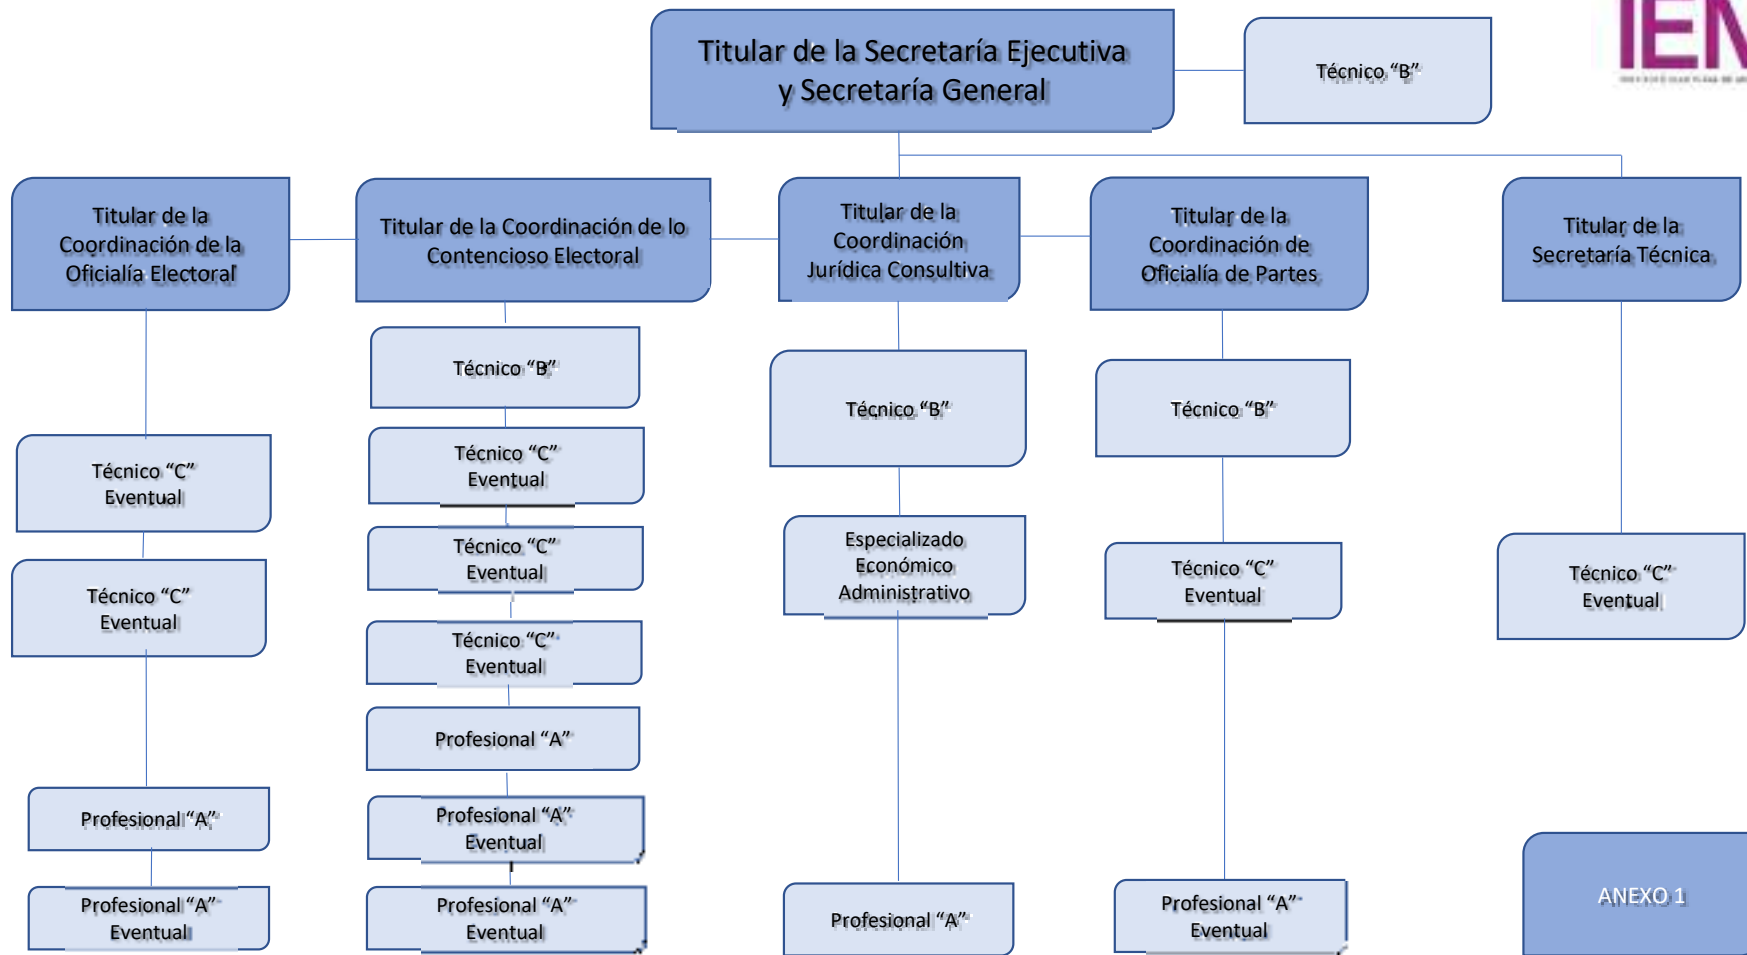 Titular de la Secretaría Ejecutiva
y Secretaría General
Técnico “B”
IEM
Titular de la
Coordinación de la
Oficialía Electoral
Titular de la Coordinación de lo
Contencioso Electoral
Titular de la
Coordinación
Jurídica Consultiva
Titular de la
Coordinación de
Oficialía de Partes
Titular de la
Secretaría Técnica
Técnico “C”
Eventual
Técnico “C”
Eventual
Profesional “A”
Profesional “A”
Eventual
Técnico “B”
Técnico “C”
Eventual
Técnico “C”
Eventual
Técnico “C”
Eventual
Profesional “A”
Profesional “A”
Eventual
Profesional “A”
Eventual
Técnico “B”
Especializado
Económico
Administrativo
Profesional “A”
Técnico “B”
Técnico “C”
Eventual
Profesional “A”
Eventual
Técnico “C”
Eventual
ANEXO 1